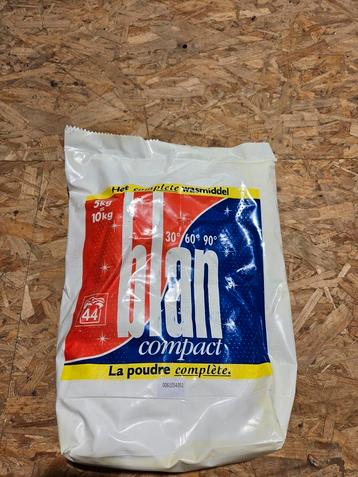 Het complete wasmiddel
5kg
=
10kg
30° 60° 90°
blan
44
compact
La poudre complète.